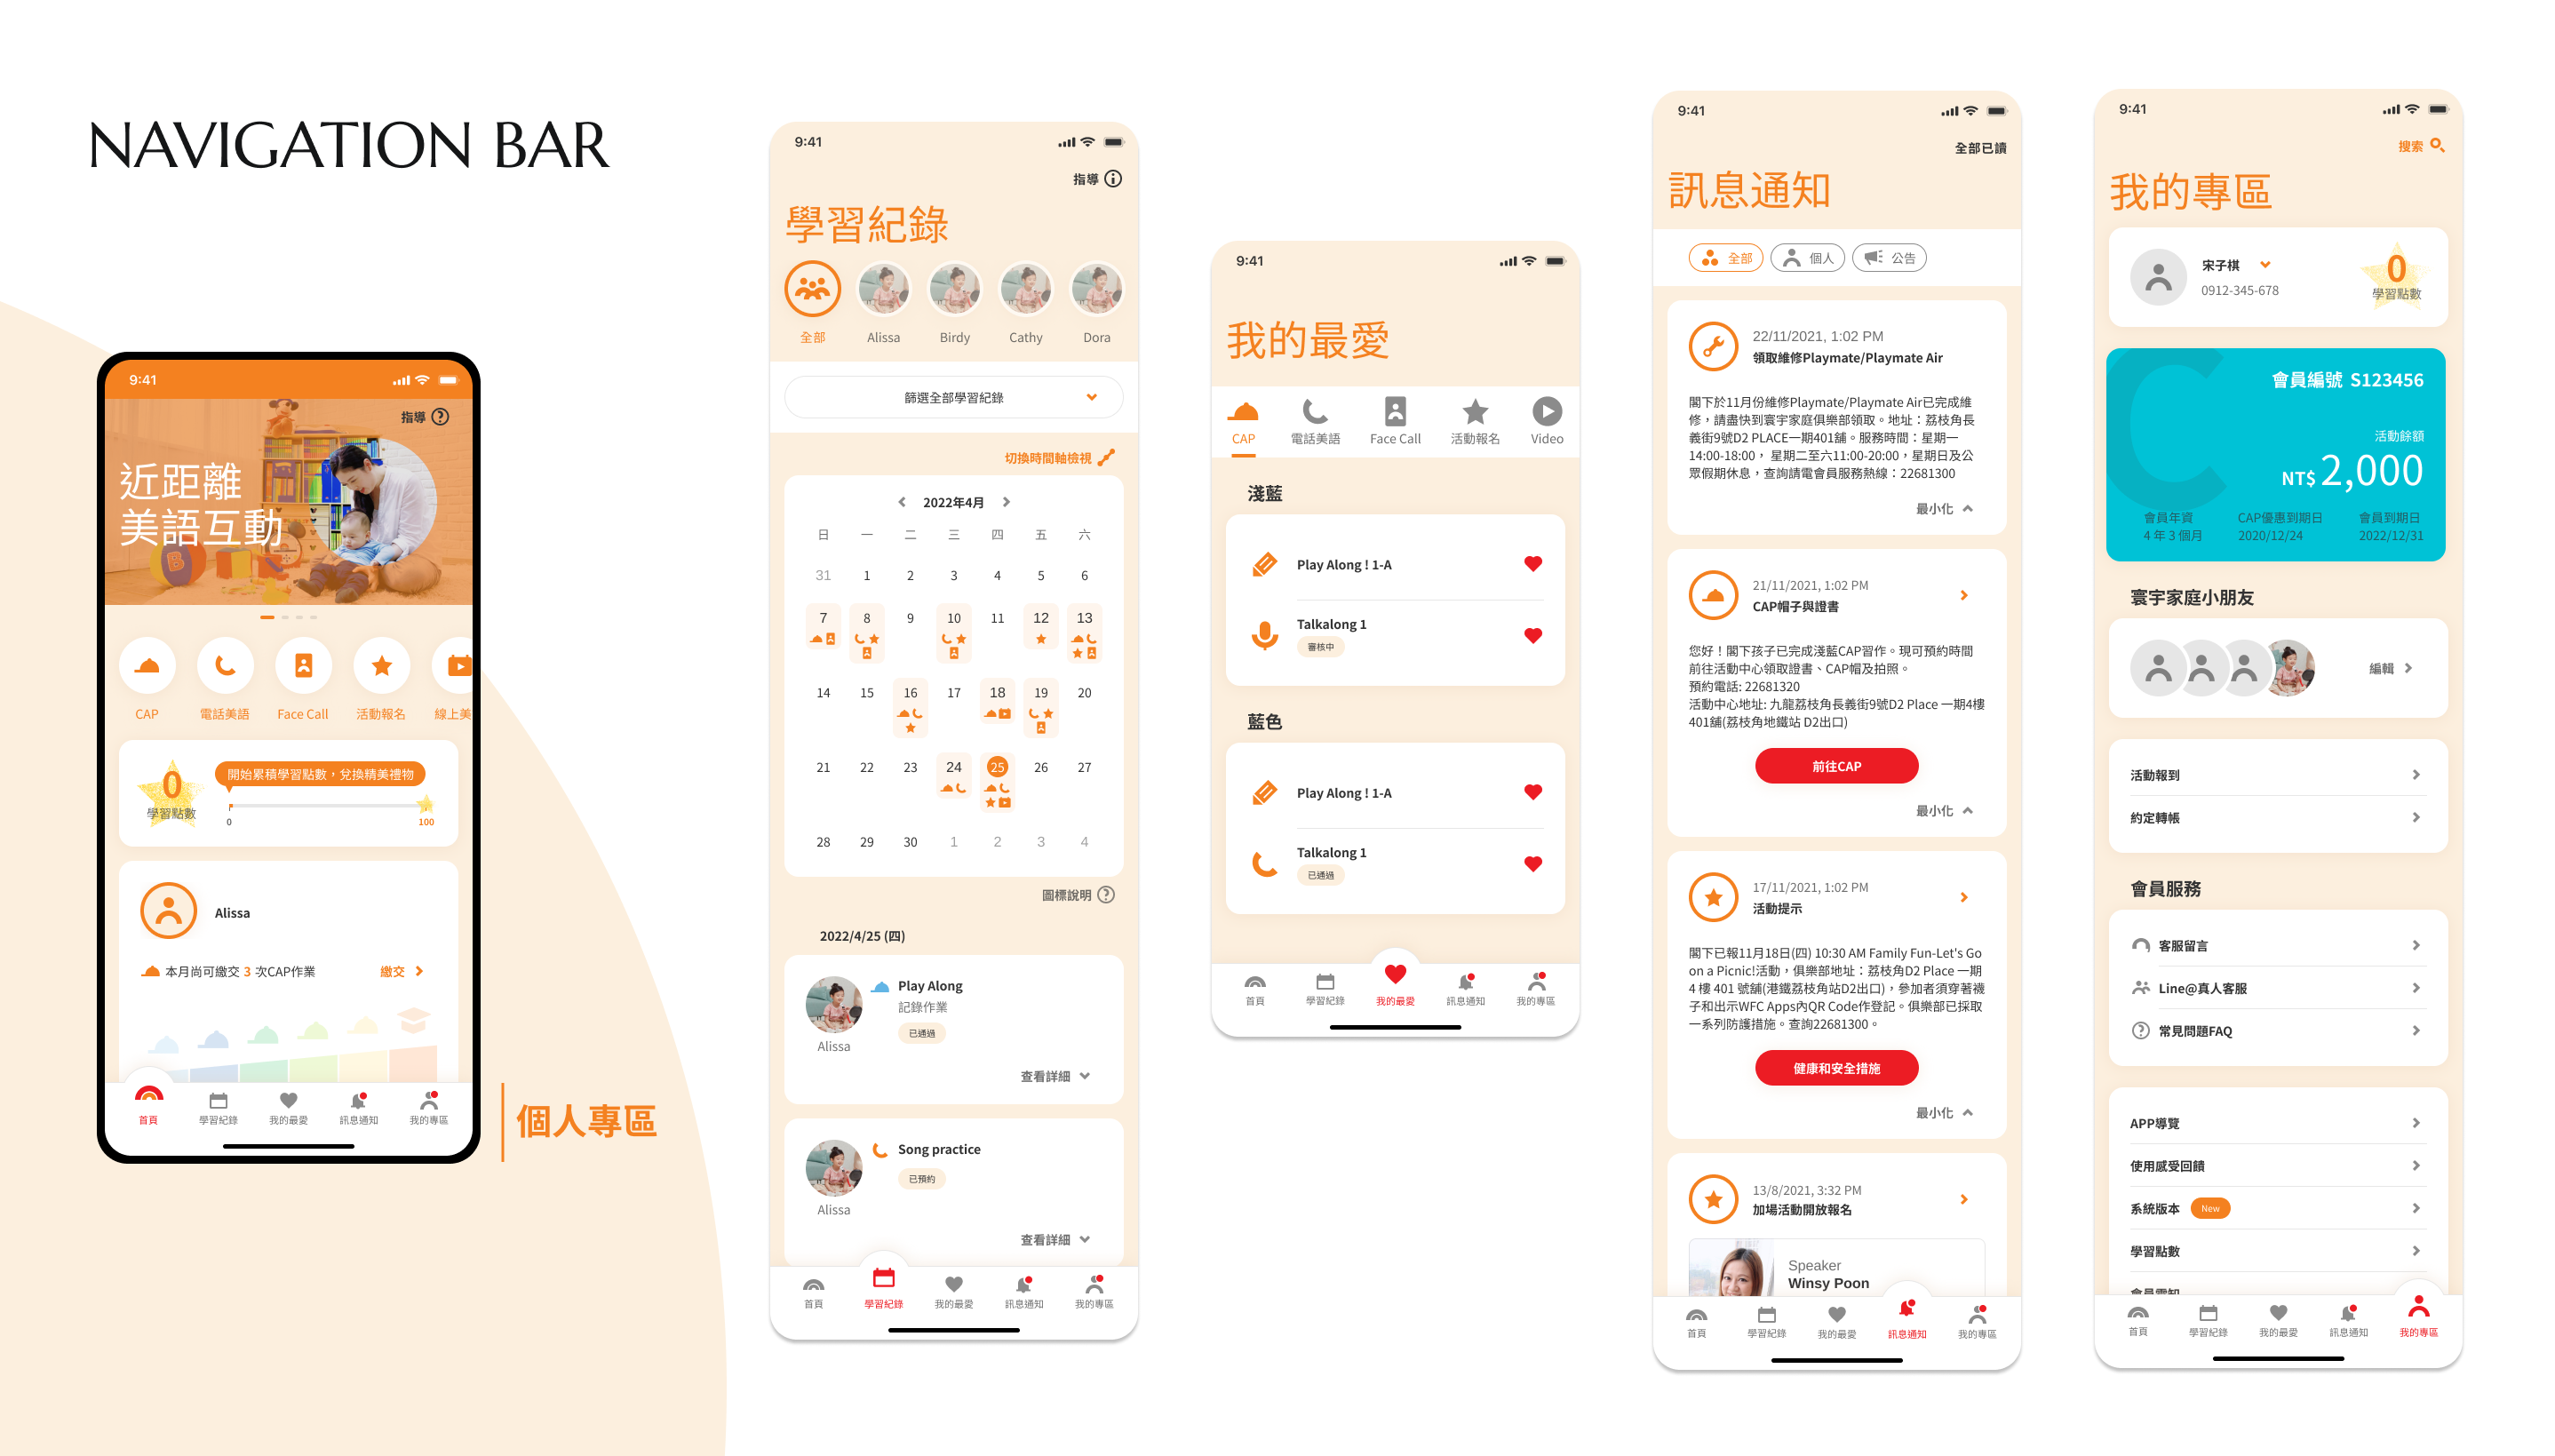 NAVIGATION BAR
9:41
指導
近距離
美語互動
CAP
電話美語
Face Call
活動報名
線上美
0
學習點數
開始累積學習點數，兌換精美禮物
0
100
Alissa
本月尚可繳交 3 次CAP作業
繳交
首頁
學習紀錄
我的最愛
訊息通知
我的專區
個人專區
9:41
指導
學習紀錄
全部
Alissa
Birdy
Cathy
Dora
篩選全部學習紀錄
切換時間軸檢視
2022年4月
日 一 二 三 四 五 六
31 1 2 3 4 5 6
7 8 9 10 11 12 13
14 15 16 17 18 19 20
21 22 23 24 25 26 27
28 29 30 1 2 3 4
圖標說明
2022/4/25 (四)
Play Along
記錄作業
已通過
Alissa
查看詳細
Song practice
已預約
Alissa
查看詳細
首頁
學習紀錄
我的最愛
訊息通知
我的專區
9:41
我的最愛
CAP
電話美語
Face Call
活動報名
Video
淺藍
Play Along ! 1-A
Talkalong 1
審核中
藍色
Play Along ! 1-A
Talkalong 1
已通過
首頁
學習紀錄
我的最愛
訊息通知
我的專區
9:41
全部已讀
訊息通知
全部
個人
公告
22/11/2021, 1:02 PM
領取維修Playmate/Playmate Air
閣下於11月份維修Playmate/Playmate Air已完成維
修，請盡快到寰宇家庭俱樂部領取。地址：荔枝角長
義街9號D2 PLACE一期401舖。服務時間：星期一
14:00-18:00， 星期二至六11:00-20:00，星期日及公
眾假期休息，查詢請電會員服務熱線：22681300
最小化
21/11/2021, 1:02 PM
CAP帽子與證書
您好！閣下孩子已完成淺藍CAP習作。現可預約時間
前往活動中心領取證書、CAP帽及拍照。
預約電話: 22681320
活動中心地址: 九龍荔枝角長義街9號D2 Place 一期4樓
401舖(荔枝角地鐵站 D2出口)
前往CAP
最小化
17/11/2021, 1:02 PM
活動提示
閣下已報11月18日(四) 10:30 AM Family Fun-Let's Go
on a Picnic!活動，俱樂部地址：荔枝角D2 Place 一期
4 樓 401 號舖(港鐵荔枝角站D2出口)，參加者須穿著襪
子和出示WFC Apps內QR Code作登記。俱樂部已採取
一系列防護措施。查詢22681300。
健康和安全措施
最小化
13/8/2021, 3:32 PM
加場活動開放報名
Speaker
Winsy Poon
首頁
學習紀錄
我的最愛
訊息通知
我的專區
9:41
搜索
我的專區
宋子棋
0912-345-678
0
學習點數
會員編號 S123456
活動餘額
NT$ 2,000
會員年資
4 年 3 個月
CAP優惠到期日
2020/12/24
會員到期日
2022/12/31
寰宇家庭小朋友
編輯
活動報到
約定轉帳
會員服務
客服留言
Line@真人客服
常見問題FAQ
APP導覽
使用感受回饋
系統版本
New
學習點數
會員需知
首頁
學習紀錄
我的最愛
訊息通知
我的專區